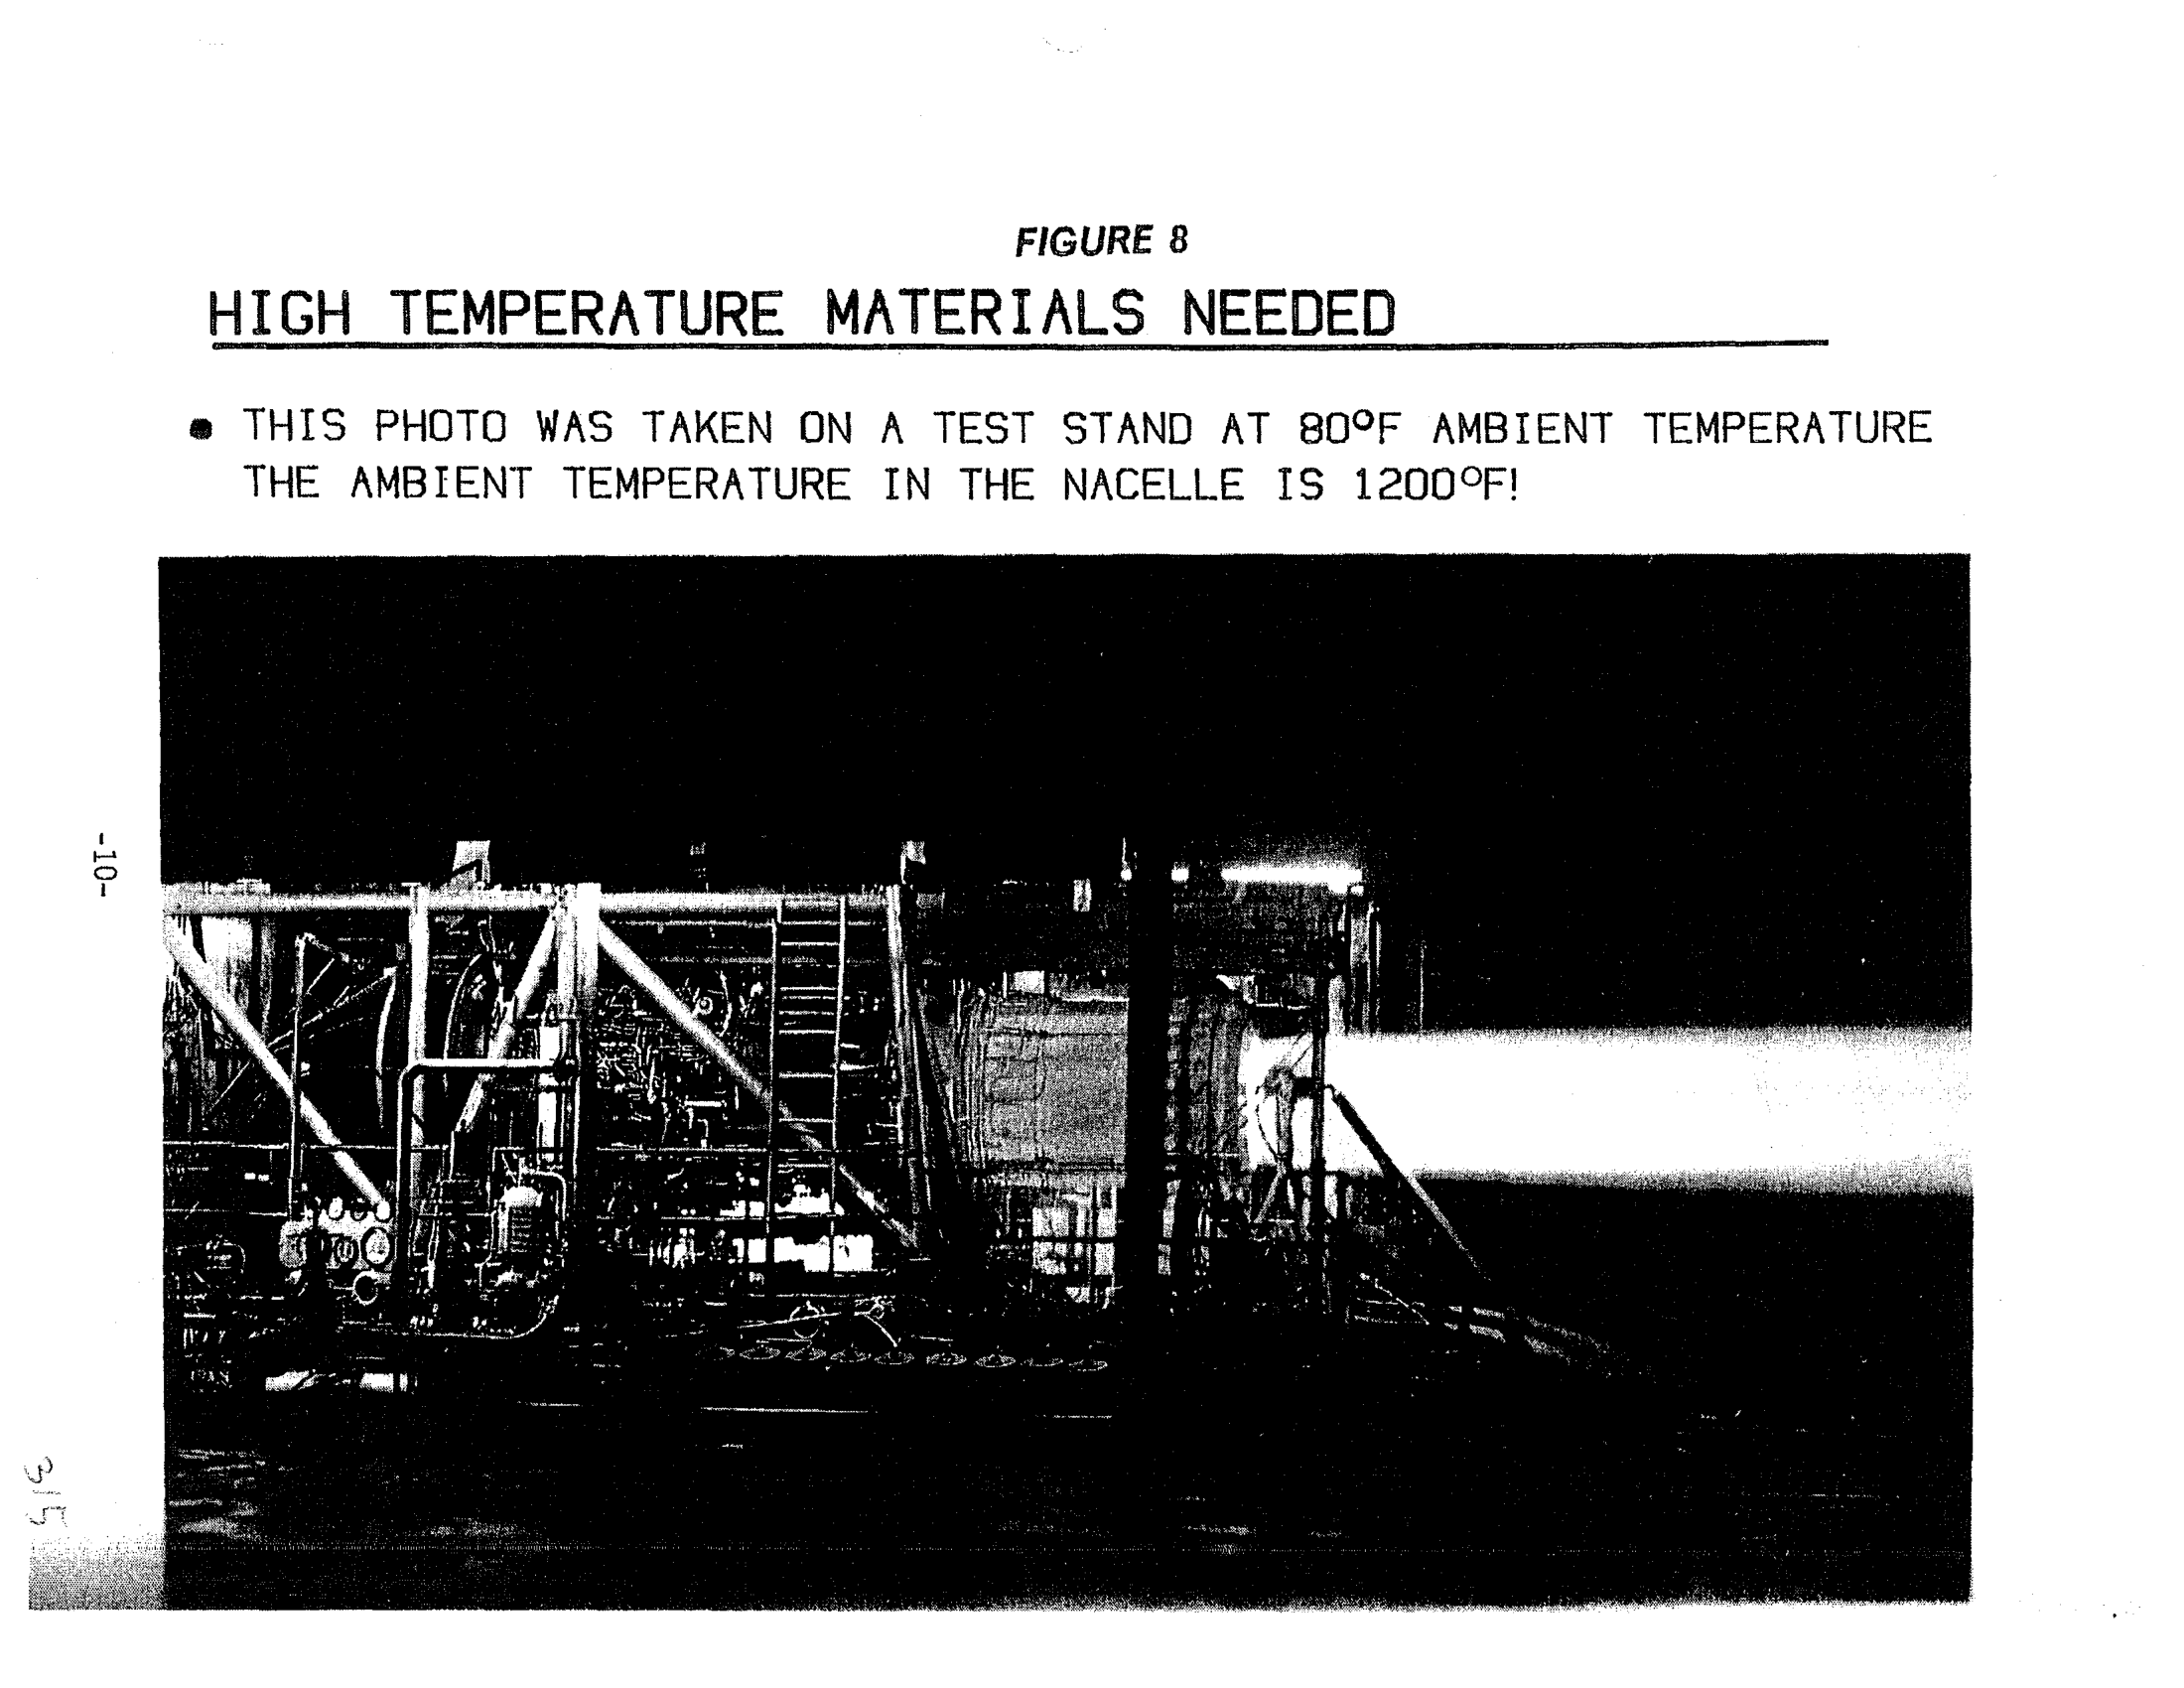 FIGURE 8
HIGH TEMPERATURE MATERIALS NEEDED
• THIS PHOTO WAS TAKEN ON A TEST STAND AT 80°F AMBIENT TEMPERATURE
THE AMBIENT TEMPERATURE IN THE NACELLE IS 1200°F!
-10-
315